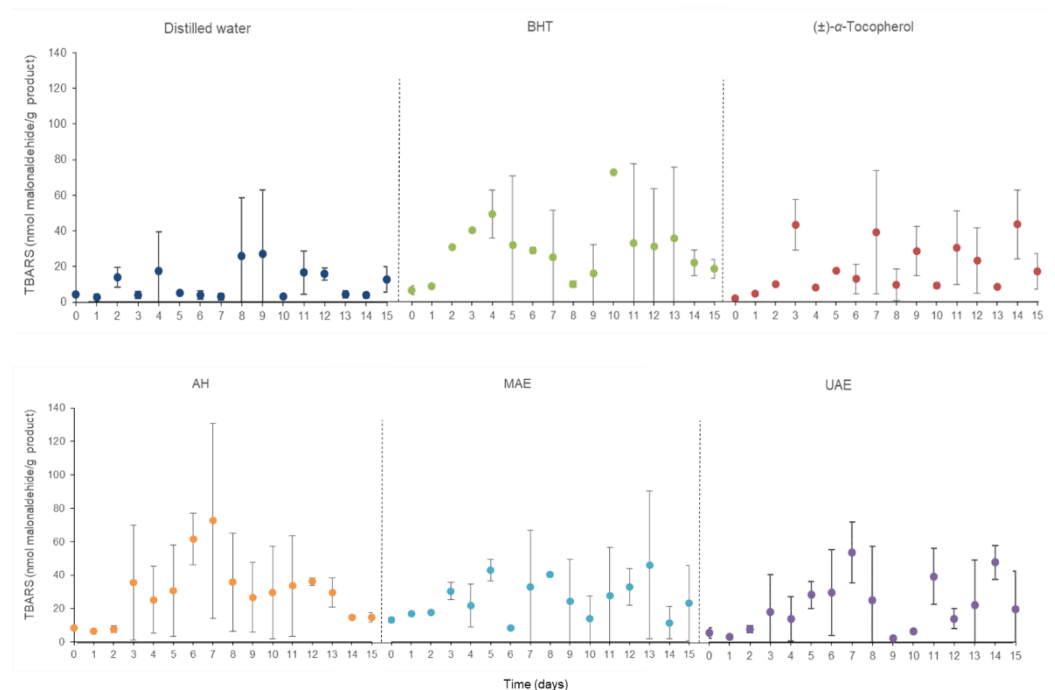 Distilled water BHT (±)-α-Tocopherol
TBARS (nmol malonaldehide/g product)
140
120
100
80
60
40
20
0
0 1 2 3 4 5 6 7 8 9 10 11 12 13 14 15 0 1 2 3 4 5 6 7 8 9 10 11 12 13 14 15 0 1 2 3 4 5 6 7 8 9 10 11 12 13 14 15
AH MAE UAE
TBARS (nmol malonaldehide/g product)
140
120
100
80
60
40
20
0
0 1 2 3 4 5 6 7 8 9 10 11 12 13 14 15 0 1 2 3 4 5 6 7 8 9 10 11 12 13 14 15 0 1 2 3 4 5 6 7 8 9 10 11 12 13 14 15
Time (days)